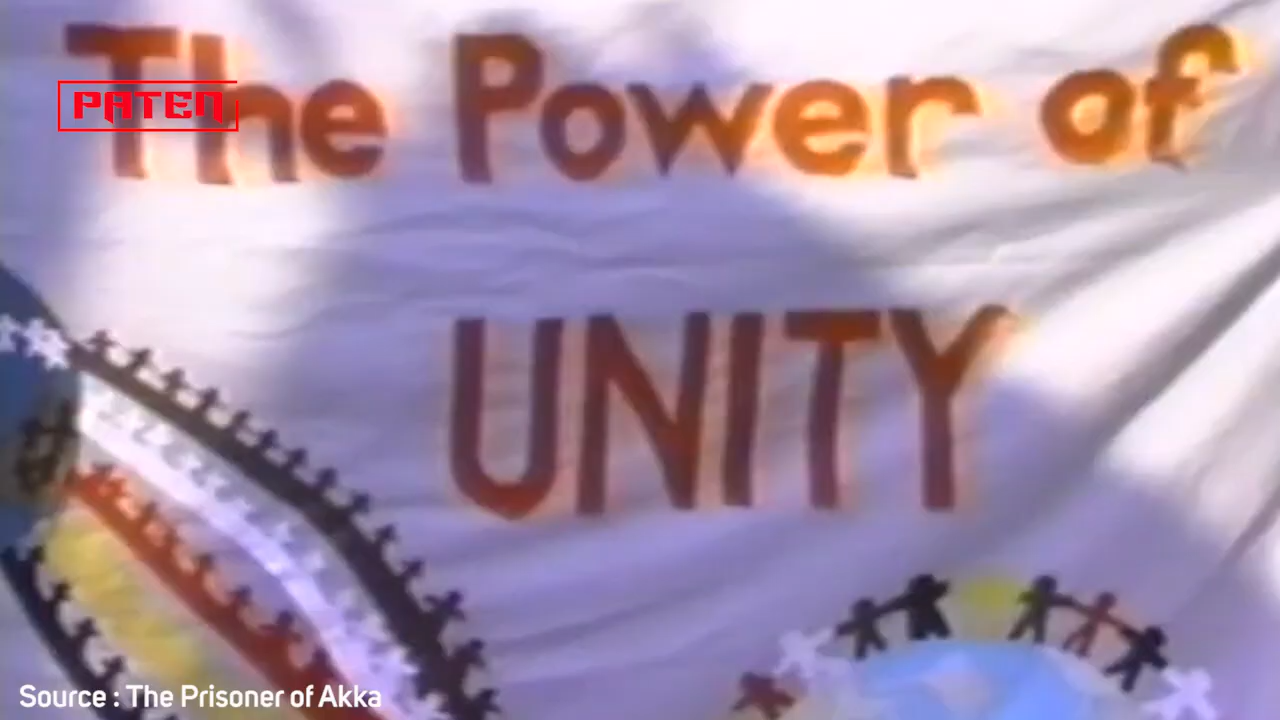 The Power of
PATEN
UNITY
Source : The Prisoner of Akka